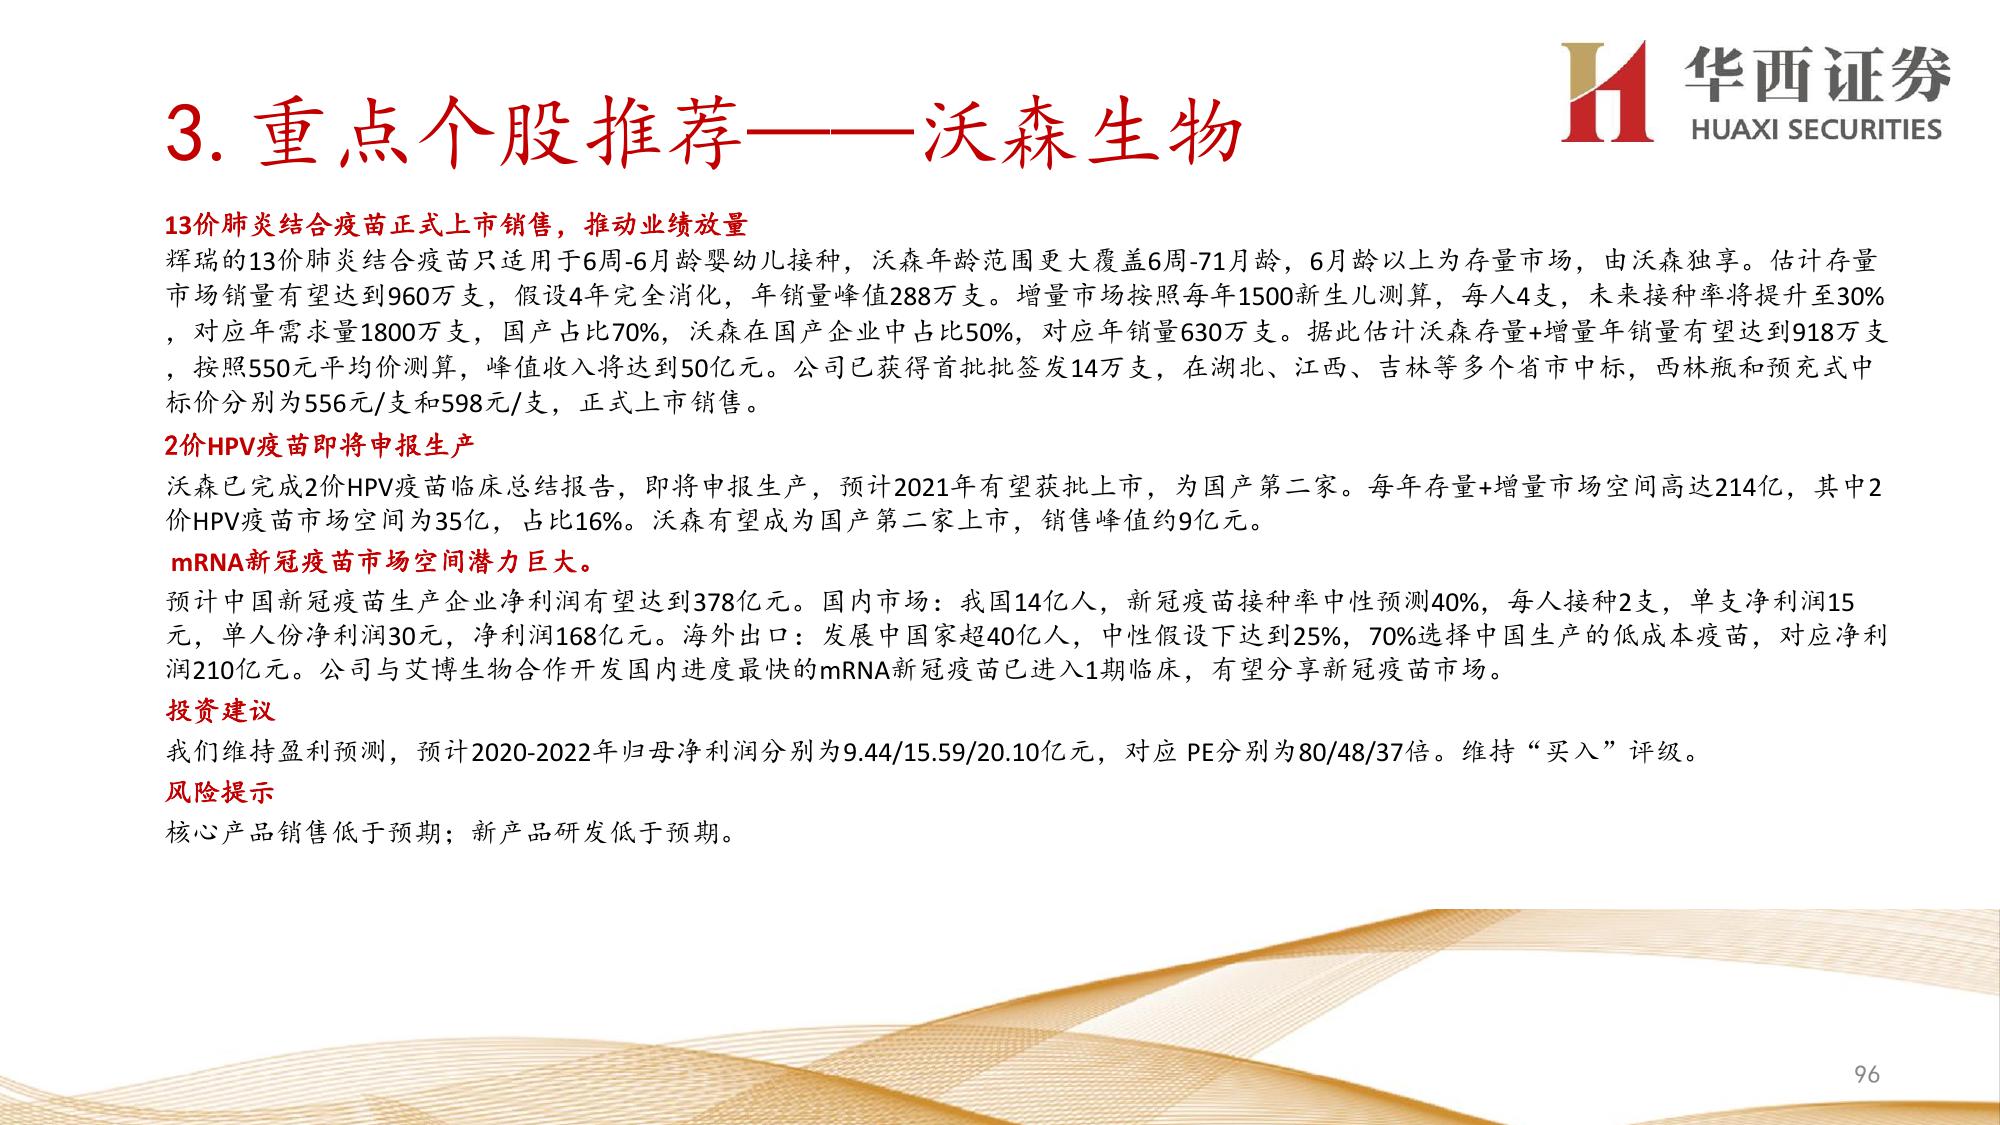 华西证券
HUAXI SECURITIES
3. 重点个股推荐——沃森生物
13价肺炎结合疫苗正式上市销售，推动业绩放量
辉瑞的13价肺炎结合疫苗只适用于6周-6月龄婴幼儿接种，沃森年龄范围更大覆盖6周-71月龄，6月龄以上为存量市场，由沃森独享。估计存量
市场销量有望达到960万支，假设4年完全消化，年销量峰值288万支。增量市场按照每年1500新生儿测算，每人4支，未来接种率将提升至30%
，对应年需求量1800万支，国产占比70%，沃森在国产企业中占比50%，对应年销量630万支。据此估计沃森存量+增量年销量有望达到918万支
，按照550元平均价测算，峰值收入将达到50亿元。公司已获得首批批签发14万支，在湖北、江西、吉林等多个省市中标，西林瓶和预充式中
标价分别为556元/支和598元/支，正式上市销售。
2价HPV疫苗即将申报生产
沃森已完成2价HPV疫苗临床总结报告，即将申报生产，预计2021年有望获批上市，为国产第二家。每年存量+增量市场空间高达214亿，其中2
价HPV疫苗市场空间为35亿，占比16%。沃森有望成为国产第二家上市，销售峰值约9亿元。
mRNA新冠疫苗市场空间潜力巨大。
预计中国新冠疫苗生产企业净利润有望达到378亿元。国内市场：我国14亿人，新冠疫苗接种率中性预测40%，每人接种2支，单支净利润15
元，单人份净利润30元，净利润168亿元。海外出口：发展中国家超40亿人，中性假设下达到25%，70%选择中国生产的低成本疫苗，对应净利
润210亿元。公司与艾博生物合作开发国内进度最快的mRNA新冠疫苗已进入1期临床，有望分享新冠疫苗市场。
投资建议
我们维持盈利预测，预计2020-2022年归母净利润分别为9.44/15.59/20.10亿元，对应 PE分别为80/48/37倍。维持“买入”评级。
风险提示
核心产品销售低于预期；新产品研发低于预期。
96